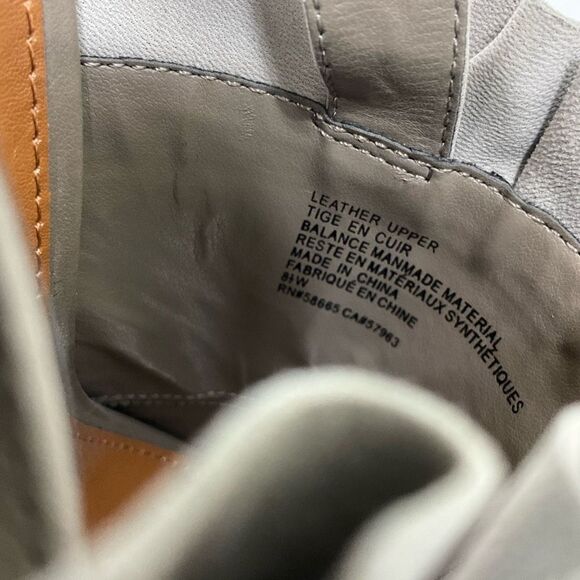 LEATHER UPPER
TIGE EN CUIR
BALANCE MANMADE MATERIAL
RESTE EN MATÉRIAUX SYNTHÉTIQUES
MADE IN CHINA
FABRIQUÉ EN CHINE
8½W
RN#58665 CA#57963